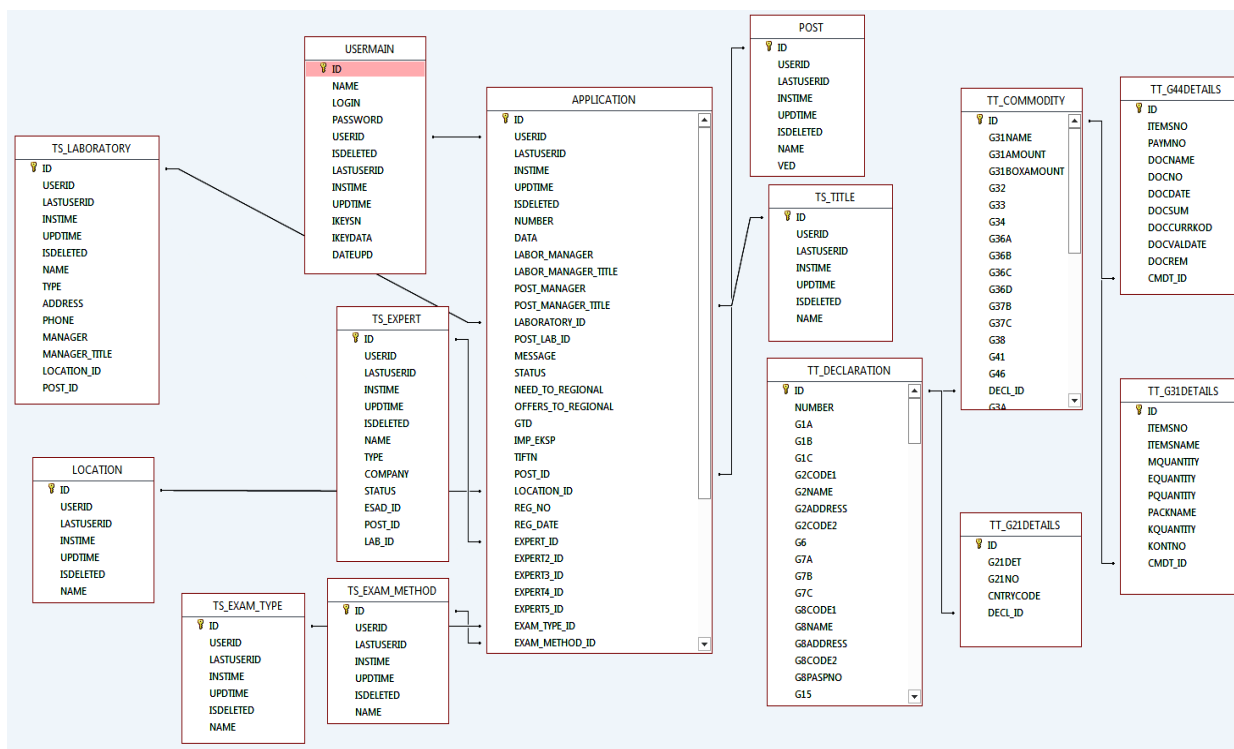 USERMAIN
ID
NAME
LOGIN
PASSWORD
USERID
ISDELETED
LASTUSERID
INSTIME
UPDTIME
IKEYSN
IKEYDATA
DATEUPD
TS_LABORATORY
ID
USERID
LASTUSERID
INSTIME
UPDTIME
ISDELETED
NAME
TYPE
ADDRESS
PHONE
MANAGER
MANAGER_TITLE
LOCATION_ID
POST_ID
LOCATION
ID
USERID
LASTUSERID
INSTIME
UPDTIME
ISDELETED
NAME
TS_EXPERT
ID
USERID
LASTUSERID
INSTIME
UPDTIME
ISDELETED
NAME
TYPE
COMPANY
STATUS
ESAD_ID
POST_ID
LAB_ID
TS_EXAM_TYPE
ID
USERID
LASTUSERID
INSTIME
UPDTIME
ISDELETED
NAME
TS_EXAM_METHOD
ID
USERID
LASTUSERID
INSTIME
UPDTIME
ISDELETED
NAME
APPLICATION
ID
USERID
LASTUSERID
INSTIME
UPDTIME
ISDELETED
NUMBER
DATA
LABOR_MANAGER
LABOR_MANAGER_TITLE
POST_MANAGER
POST_MANAGER_TITLE
LABORATORY_ID
POST_LAB_ID
MESSAGE
STATUS
NEED_TO_REGIONAL
OFFERS_TO_REGIONAL
GTD
IMP_EKSP
TIFTN
POST_ID
LOCATION_ID
REG_NO
REG_DATE
EXPERT_ID
EXPERT2_ID
EXPERT3_ID
EXPERT4_ID
EXPERT5_ID
EXAM_TYPE_ID
EXAM_METHOD_ID
POST
ID
USERID
LASTUSERID
INSTIME
UPDTIME
ISDELETED
NAME
VED
TS_TITLE
ID
USERID
LASTUSERID
INSTIME
UPDTIME
ISDELETED
NAME
TT_DECLARATION
ID
NUMBER
G1A
G1B
G1C
G2CODE1
G2NAME
G2ADDRESS
G2CODE2
G6
G7A
G7B
G7C
G8CODE1
G8NAME
G8ADDRESS
G8CODE2
G8PASPNO
G15
TT_COMMODITY
ID
G31NAME
G31AMOUNT
G31BOXAMOUNT
G32
G33
G34
G36A
G36B
G36C
G36D
G37B
G37C
G38
G41
G46
DECL_ID
G3A
TT_G21DETAILS
ID
G21DET
G21NO
CNTRYCODE
DECL_ID
TT_G44DETAILS
ID
ITEMSNO
PAYMNO
DOCNAME
DOCNO
DOCDATE
DOCSUM
DOCCURRKOD
DOCVALDATE
DOCREM
CMDT_ID
TT_G31DETAILS
ID
ITEMSNO
ITEMSNAME
MQUANTITY
EQUANTITY
PQUANTITY
PACKNAME
KQUANTITY
KONTNO
CMDT_ID